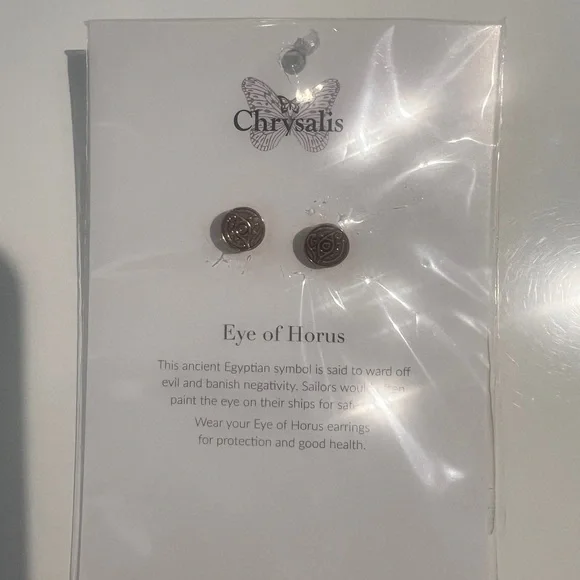 Chrysalis
Eye of Horus
This ancient Egyptian symbol is said to ward off
evil and banish negativity. Sailors would
paint the eye on their ships for
Wear your Eye of Horus earrings
for protection and good health.